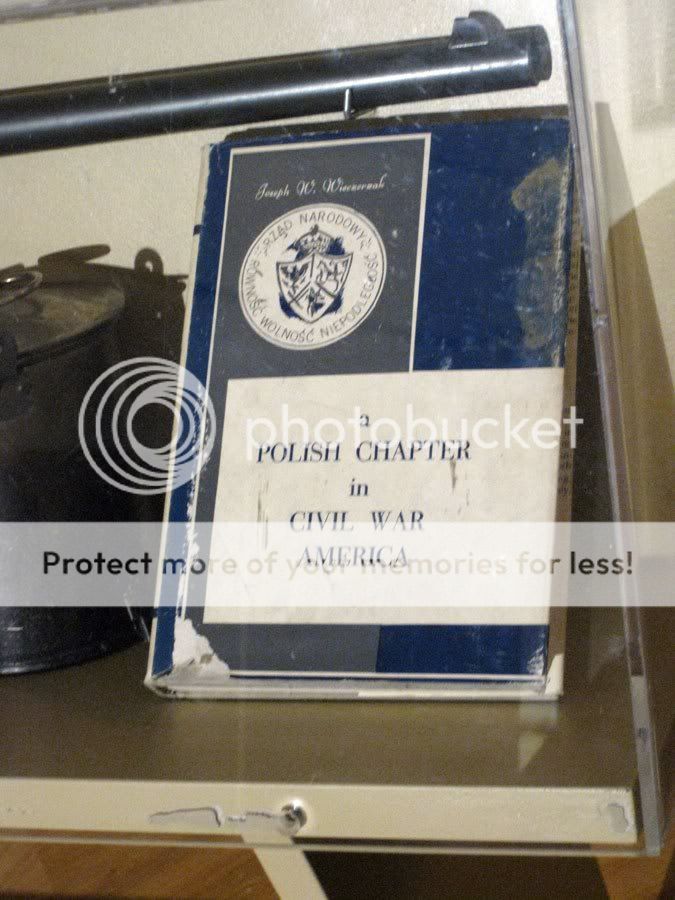 Joseph W. Wieczerzak
RZĄD NARODOWY
RÓWNOŚĆ WOLNOŚĆ NIEPODLEGŁOŚĆ
a
POLISH CHAPTER
in
CIVIL WAR
AMERICA
photobucket
Protect more of your memories for less!